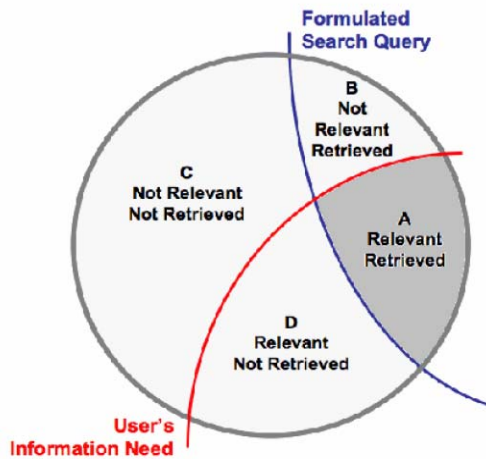 Formulated
Search Query
B
Not
Relevant
Retrieved
C
Not Relevant
Not Retrieved
A
Relevant
Retrieved
D
Relevant
Not Retrieved
User's
Information Need